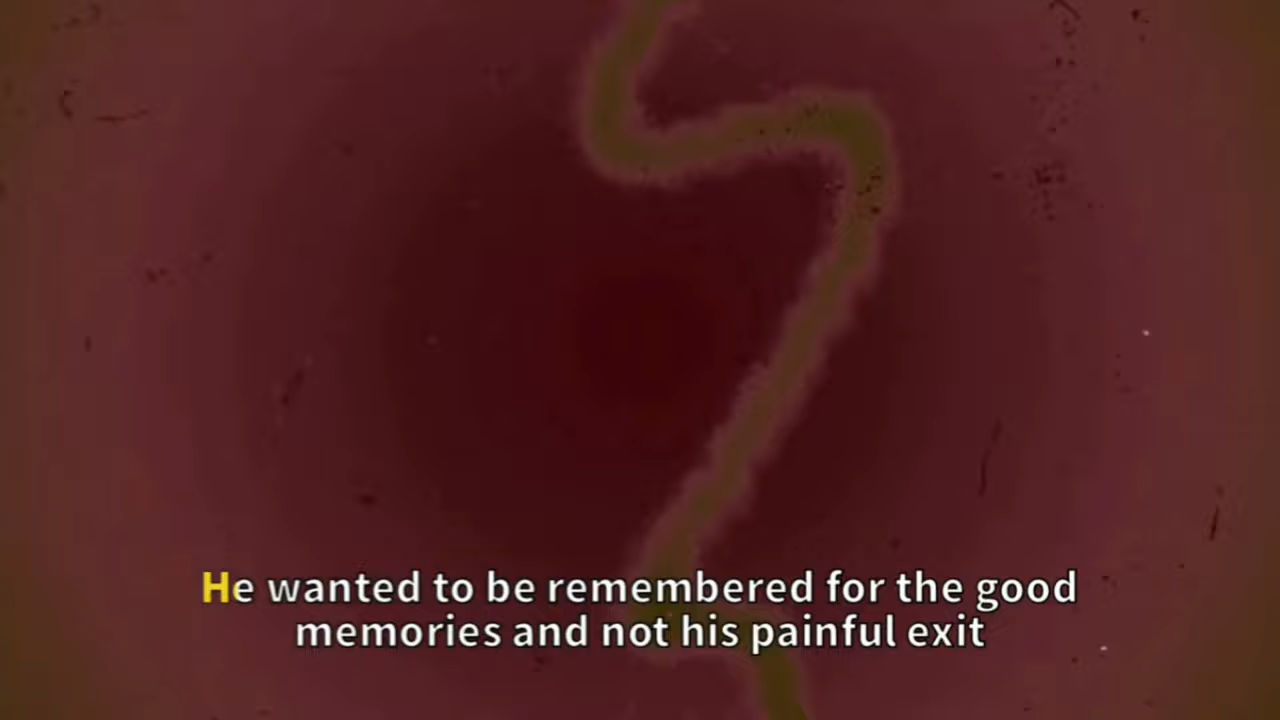 He wanted to be remembered for the good
memories and not his painful exit